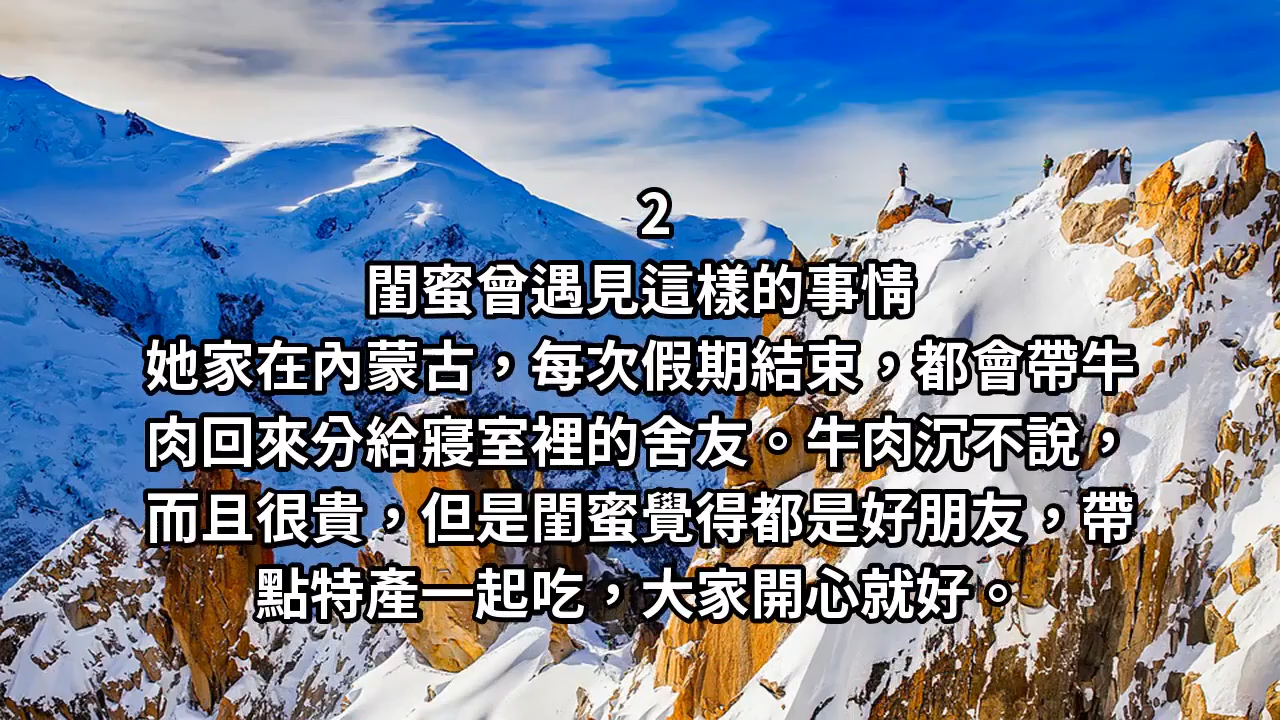 2
閨蜜曾遇見這樣的事情
她家在內蒙古，每次假期結束，都會帶牛
肉回來分給寢室裡的舍友。牛肉沉不說，
而且很貴，但是閨蜜覺得都是好朋友，帶
點特產一起吃，大家開心就好。